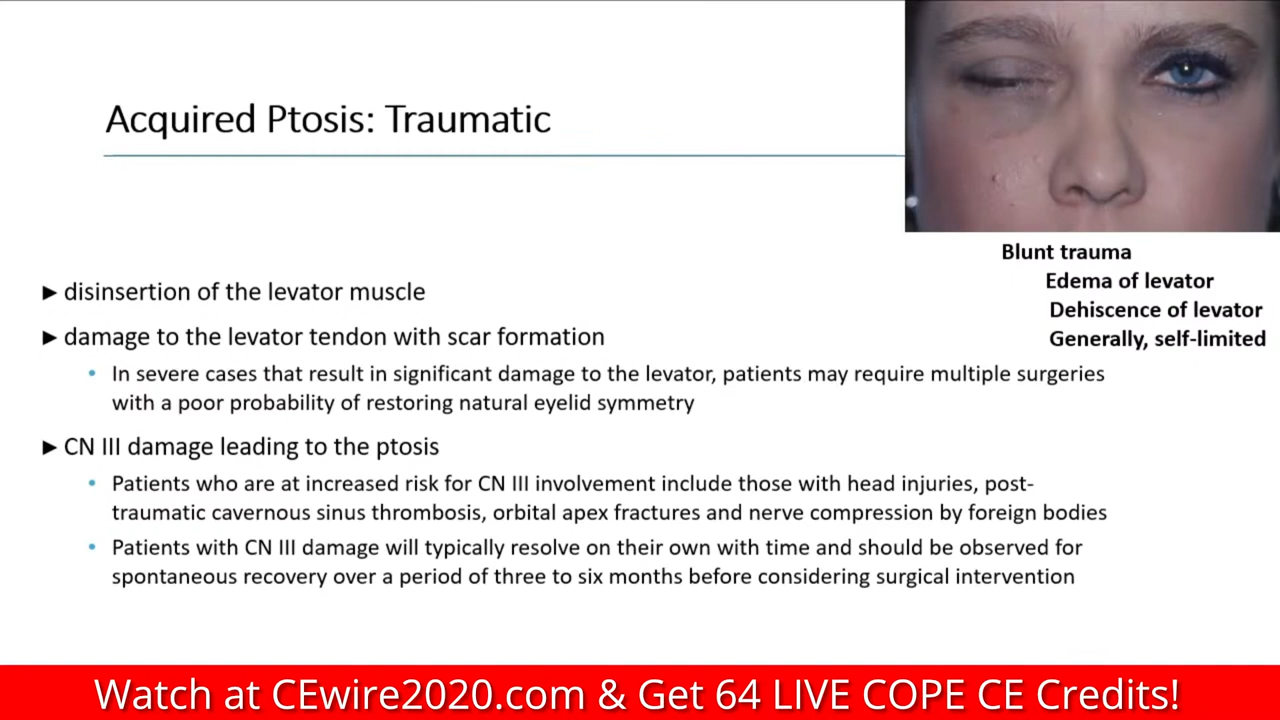 Acquired Ptosis: Traumatic
Blunt trauma
Edema of levator
Dehiscence of levator
Generally, self-limited
► disinsertion of the levator muscle
► damage to the levator tendon with scar formation
• In severe cases that result in significant damage to the levator, patients may require multiple surgeries
with a poor probability of restoring natural eyelid symmetry
► CN III damage leading to the ptosis
• Patients who are at increased risk for CN III involvement include those with head injuries, post-
traumatic cavernous sinus thrombosis, orbital apex fractures and nerve compression by foreign bodies
• Patients with CN III damage will typically resolve on their own with time and should be observed for
spontaneous recovery over a period of three to six months before considering surgical intervention
Watch at CEwire2020.com & Get 64 LIVE COPE CE Credits!